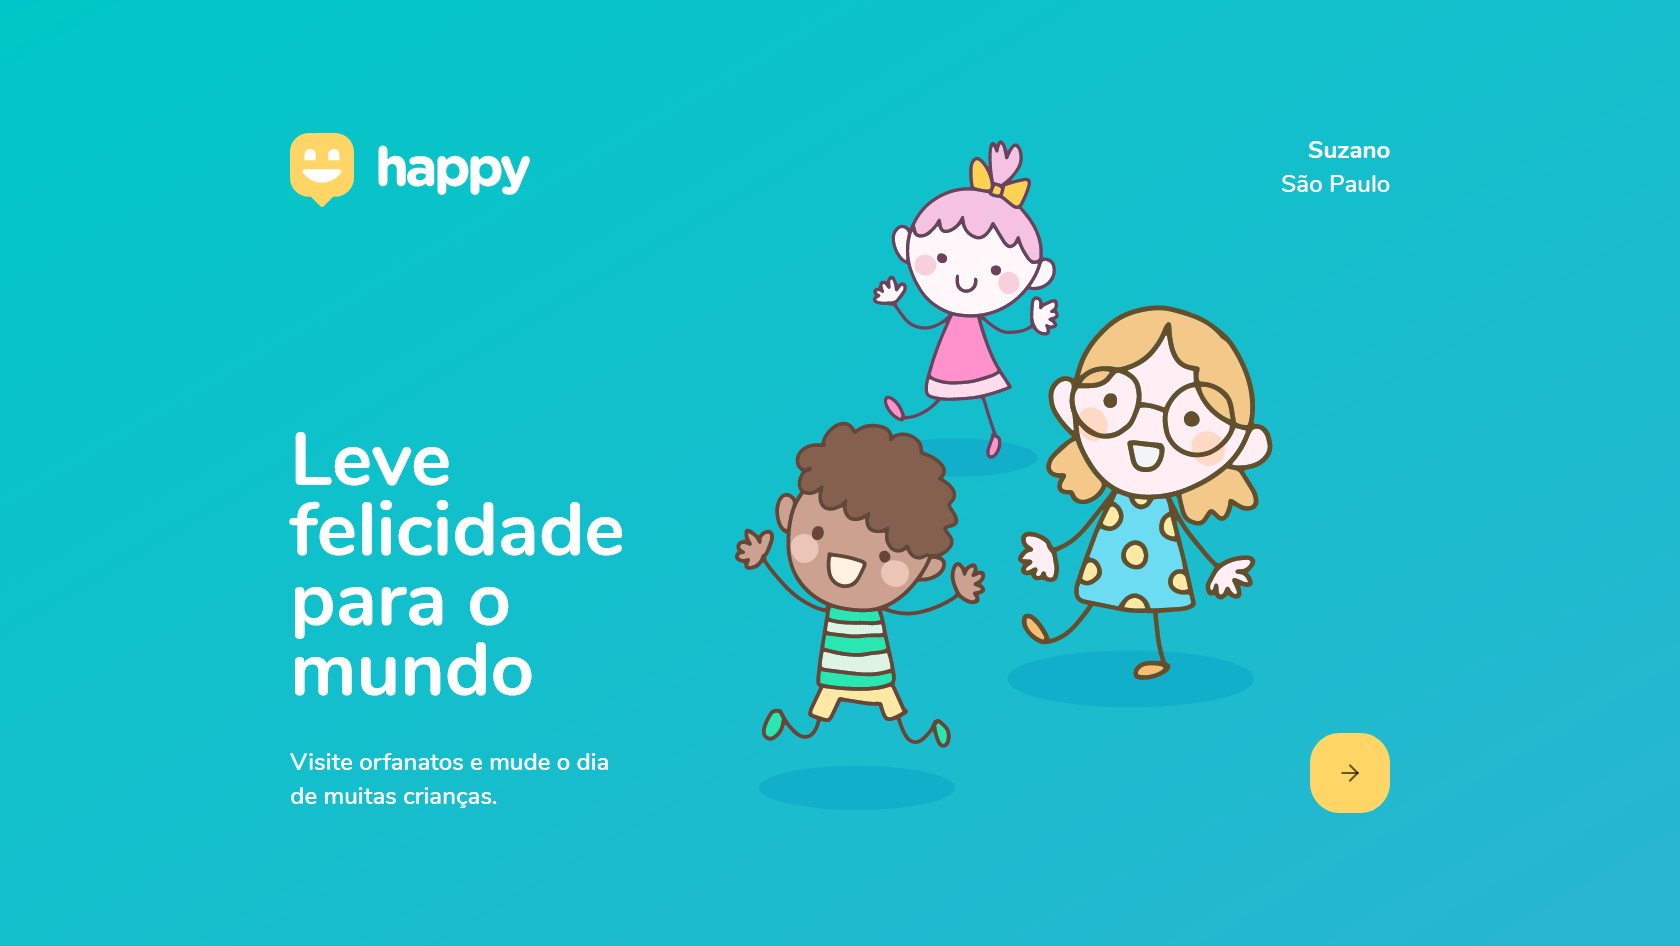 happy
Suzano
São Paulo
Leve
felicidade
para o
mundo
Visite orfanatos e mude o dia
de muitas crianças.